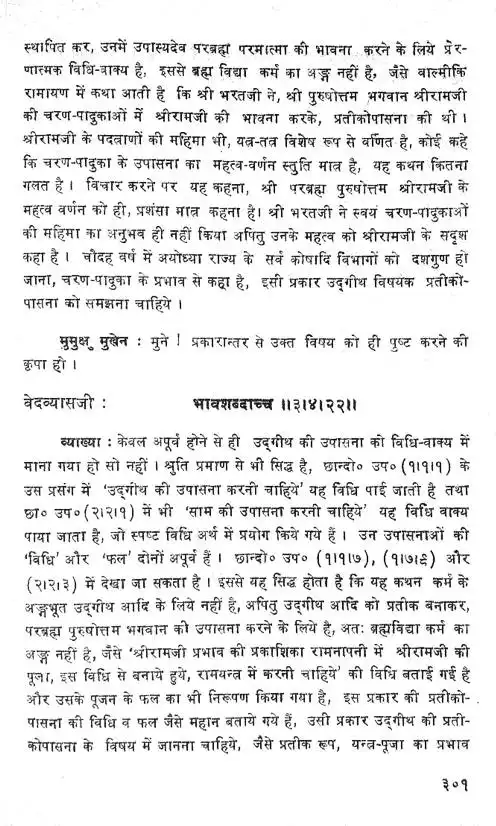 स्थापित कर, उनमें उपास्यदेव परब्रह्म परमात्मा की भावना करने के लिये प्रेर-
णात्मक विधि-वाक्य है, इससे ब्रह्म विद्या कर्म का अङ्ग नहीं है, जैसे वाल्मीकि
रामायण में कथा आती है कि श्री भरतजी ने, श्री पुरुषोत्तम भगवान श्रीरामजी
की चरण-पादुकाओं में श्रीरामजी की भावना करके, प्रतीकोपासना की थी।
श्रीरामजी के पदत्राणों की महिमा भी, यत्र-तत्र विशेष रूप से वर्णित है, कोई कहे
कि चरण-पादुका के उपासना का महत्व-वर्णन स्तुति मात्र है, यह कथन कितना
गलत है। विचार करने पर यह कहना, श्री परब्रह्म पुरुषोत्तम श्रीरामजी के
महत्व वर्णन को ही, प्रशंसा मात्र कहना है। श्री भरतजी ने स्वयं चरण-पादुकाओं
की महिमा का अनुभव ही नहीं किया अपितु उनके महत्व को श्रीरामजी के सदृश
कहा है। चौदह वर्ष में अयोध्या राज्य के सर्व कोषादि विभागों को दशगुण हो
जाना, चरण-पादुका के प्रभाव से कहा है, इसी प्रकार उद्गीथ विषयक प्रतीको-
पासना को समझना चाहिये।
मुमुक्षु मुखेन : मुने! प्रकारान्तर से उक्त विषय को ही पुष्ट करने की
कृपा हो।
वेदव्यासजी : भावशब्दाच्च ॥३।४।२२॥
व्याख्या : केवल अपूर्व होने से ही उद्गीथ की उपासना को विधि-वाक्य में
माना गया हो सो नहीं। श्रुति प्रमाण से भी सिद्ध है, छान्दो० उप० (१।१।१) के
उस प्रसंग में 'उद्गीथ की उपासना करनी चाहिये' यह विधि पाई जाती है तथा
छा० उप० (२।२।१) में भी 'साम की उपासना करनी चाहिये' यह विधि वाक्य
पाया जाता है, जो स्पष्ट विधि अर्थ में प्रयोग किये गये हैं। उन उपासनाओं की
'विधि' और 'फल' दोनों अपूर्व हैं। छान्दो० उप० (१।१।७), (१।७।९) और
(२।२।३) में देखा जा सकता है। इससे यह सिद्ध होता है कि यह कथन कर्म के
अङ्गभूत उद्गीथ आदि के लिये नहीं है, अपितु उद्गीथ आदि को प्रतीक बनाकर,
परब्रह्म पुरुषोत्तम भगवान की उपासना करने के लिये है, अतः ब्रह्मविद्या कर्म का
अङ्ग नहीं है, जैसे 'श्रीरामजी प्रभाव की प्रकाशिका रामनापनी में श्रीरामजी की
पूजा, इस विधि से बनाये हुये, रामयन्त्र में करनी चाहिये' की विधि बताई गई है
और उसके पूजन के फल का भी निरूपण किया गया है, इस प्रकार की प्रतीको-
पासना की विधि व फल जैसे महान बताये गये हैं, उसी प्रकार उद्गीथ की प्रती-
कोपासना के विषय में जानना चाहिये, जैसे प्रतीक रूप, यन्त्र-पूजा का प्रभाव
३०१